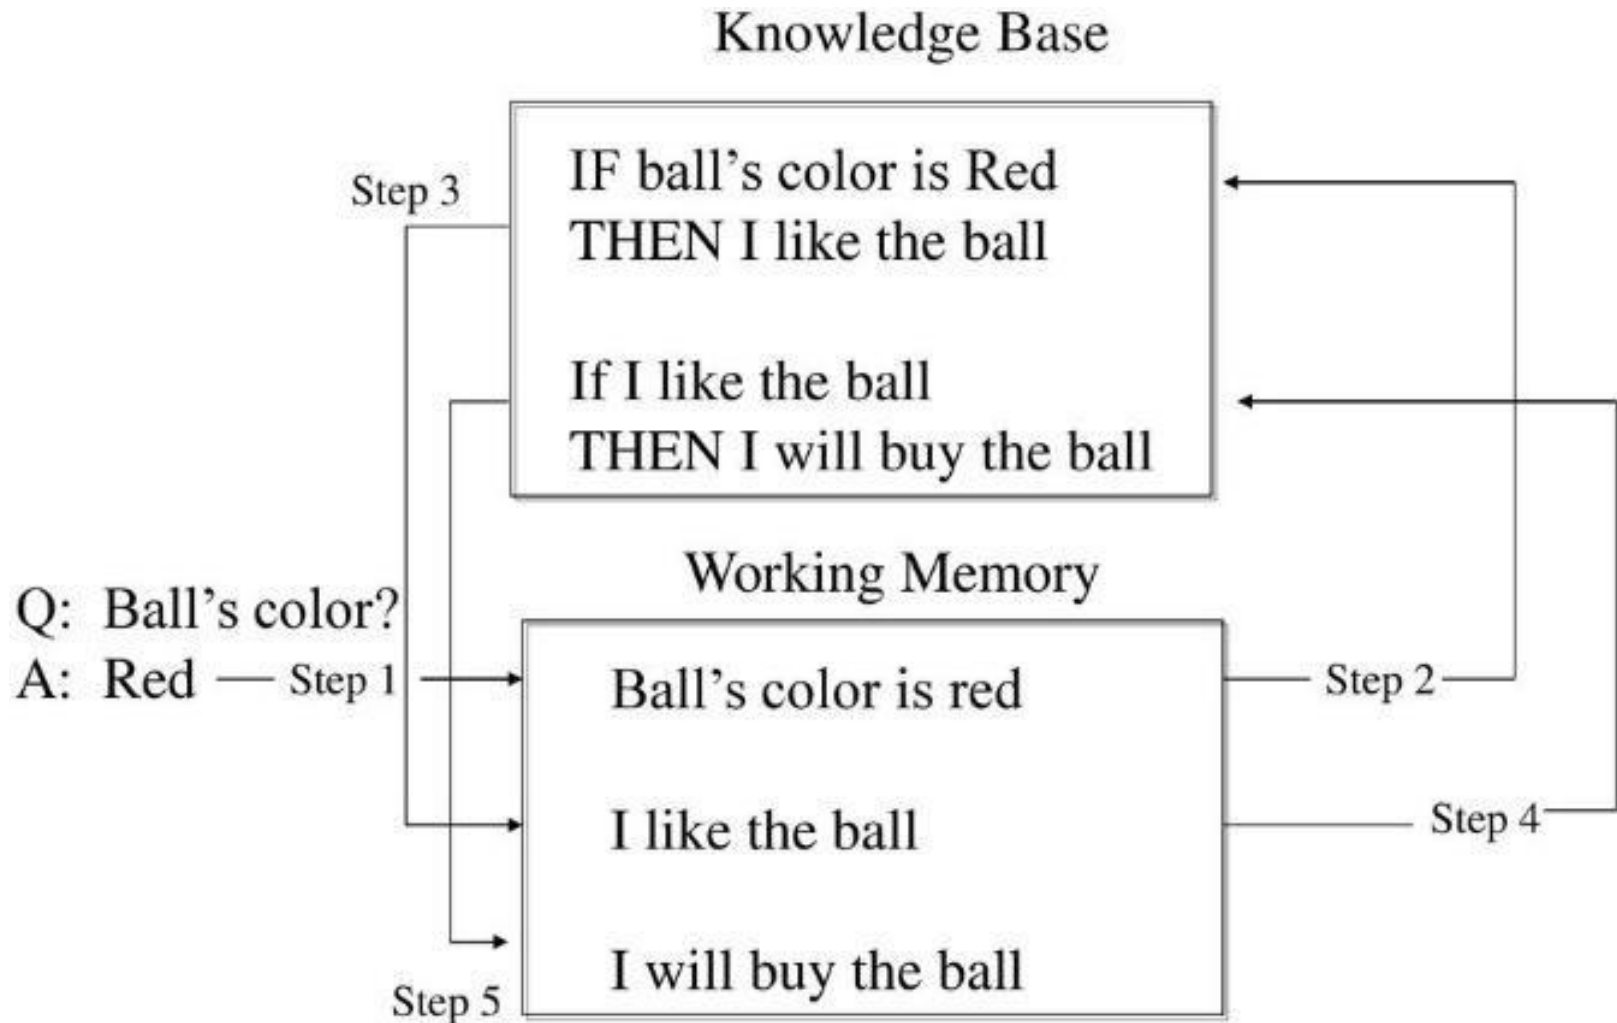 Knowledge Base
Step 3
IF ball's color is Red
THEN I like the ball
If I like the ball
THEN I will buy the ball
Working Memory
Q: Ball's color?
A: Red
Step 1
Ball's color is red
Step 2
I like the ball
Step 4
I will buy the ball
Step 5